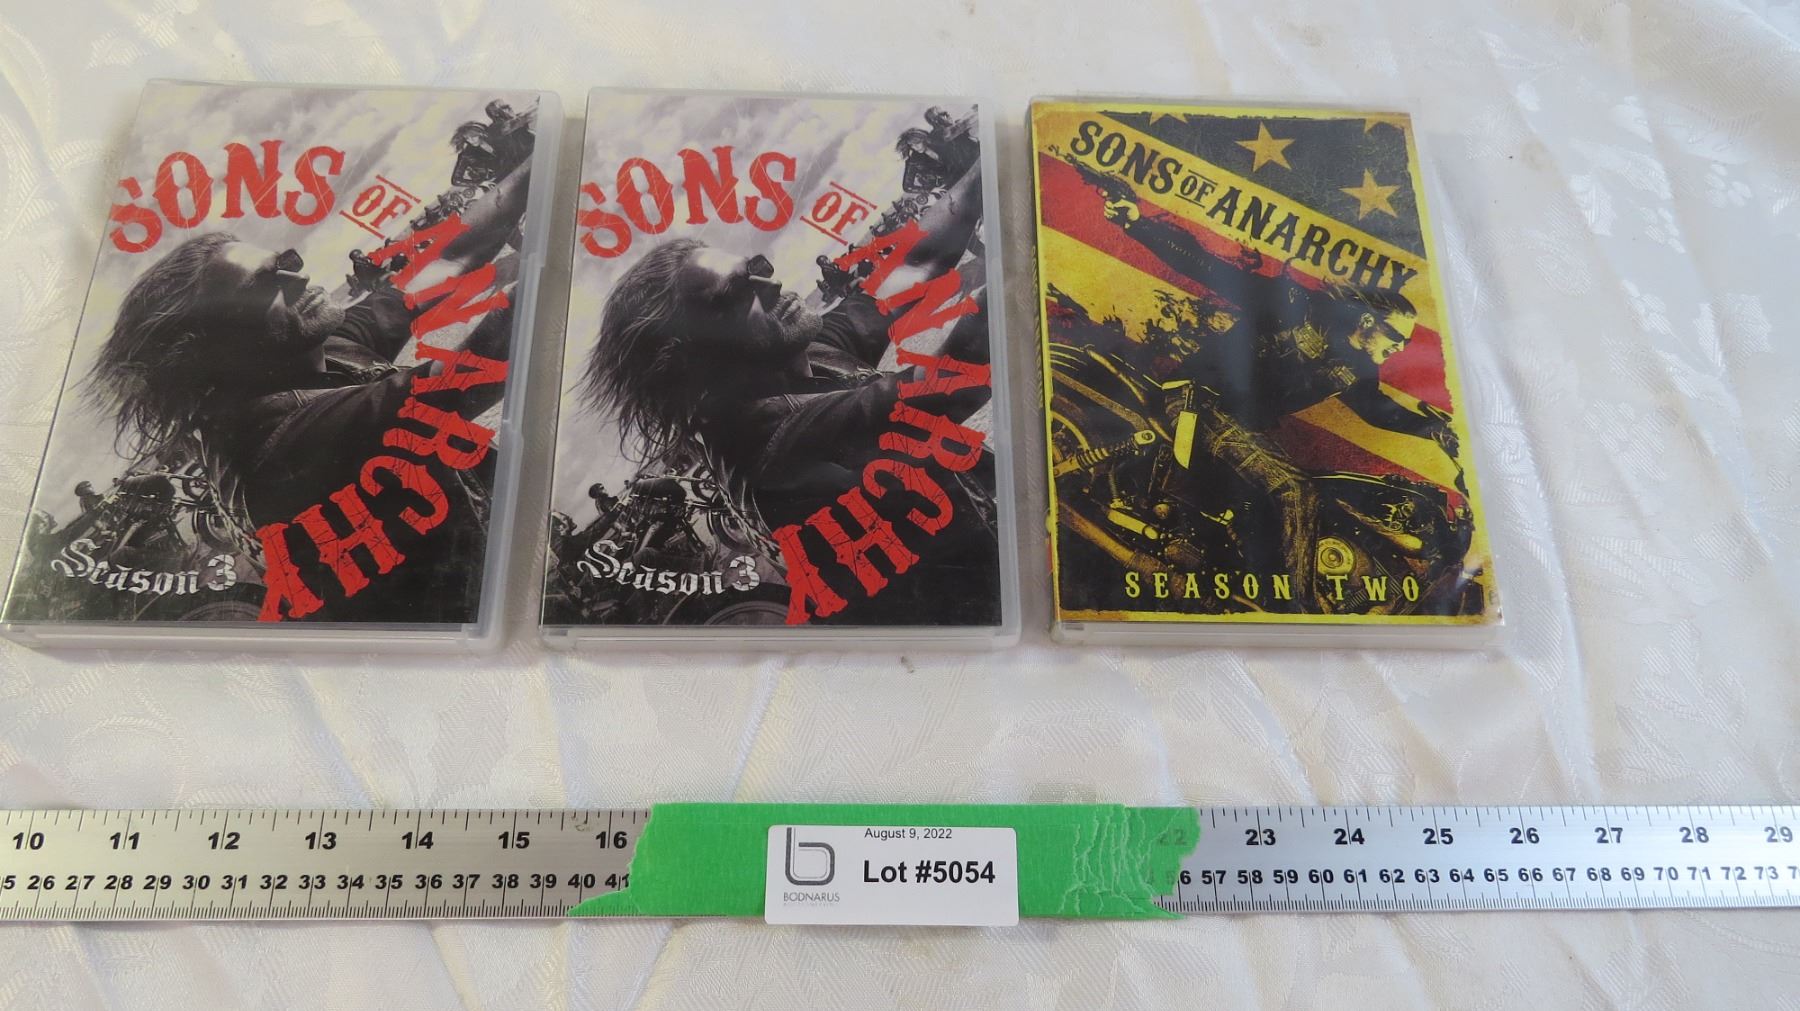 SONS OF ANARCHY
Season 3
SONS OF ANARCHY
Season 3
SONS OF ANARCHY
SEASON TWO
10 11 12 13 14 15 16 22 23 24 25 26 27 28 29
26 27 28 29 30 31 32 33 34 35 36 37 38 39 40 41 56 57 58 59 60 61 62 63 64 65 66 67 68 69 70 71 72 73
August 9, 2022
Lot #5054
BODNARUS